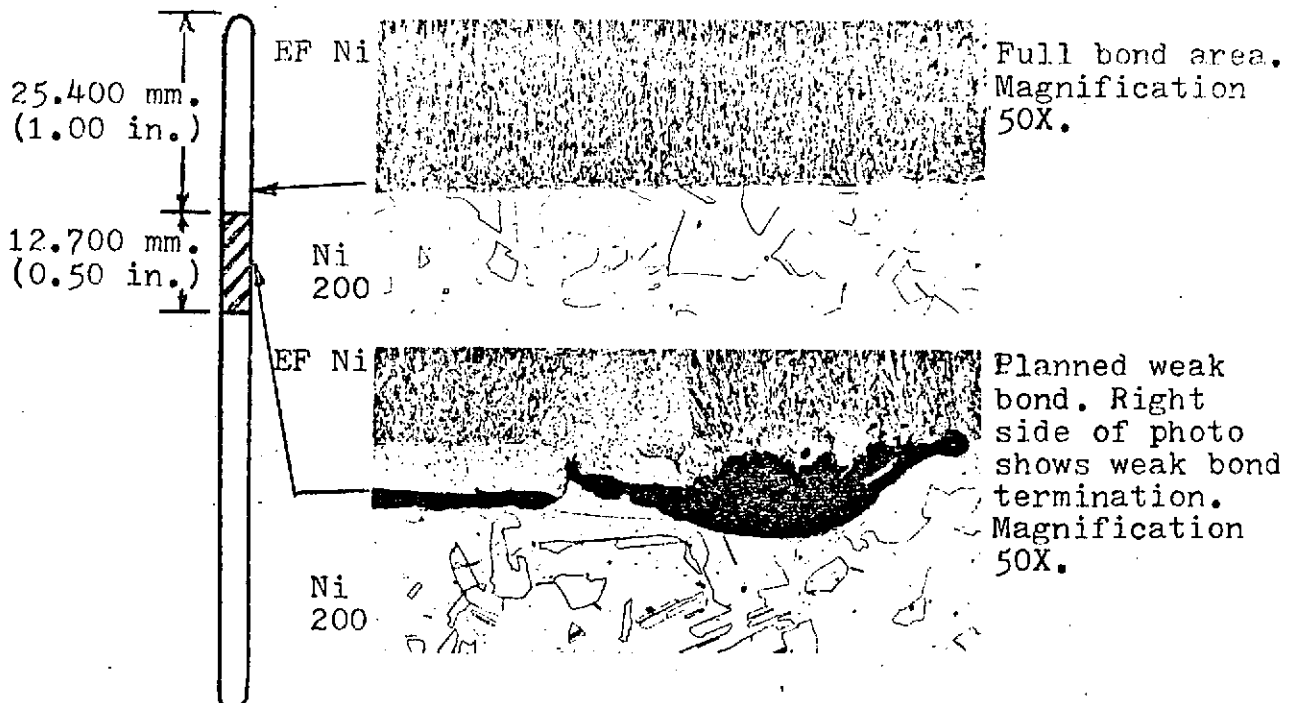 25.400 mm.
(1.00 in.)
12.700 mm.
(0.50 in.)
EF Ni
Ni
200
Full bond area.
Magnification
50X.
EF Ni
Ni
200
Planned weak
bond. Right
side of photo
shows weak bond
termination.
Magnification
50X.